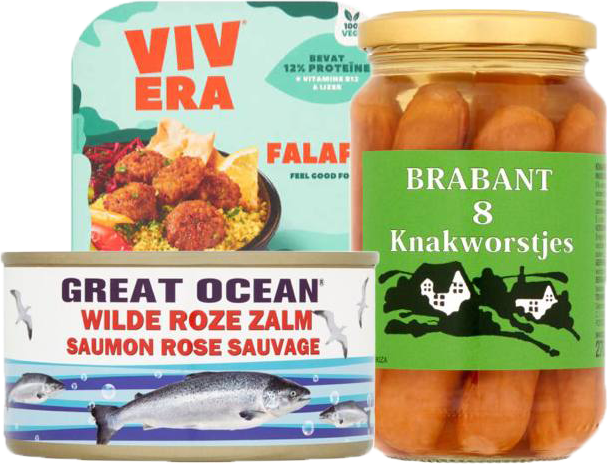 VIV
ERA
100%
BEVAT
12% PROTEÏNE
+ VITAMINE B12
& IJZER
FALAF
FEEL GOOD FO
BRABANT
8
Knakworstjes
GREAT OCEAN®
WILDE ROZE ZALM
SAUMON ROSE SAUVAGE